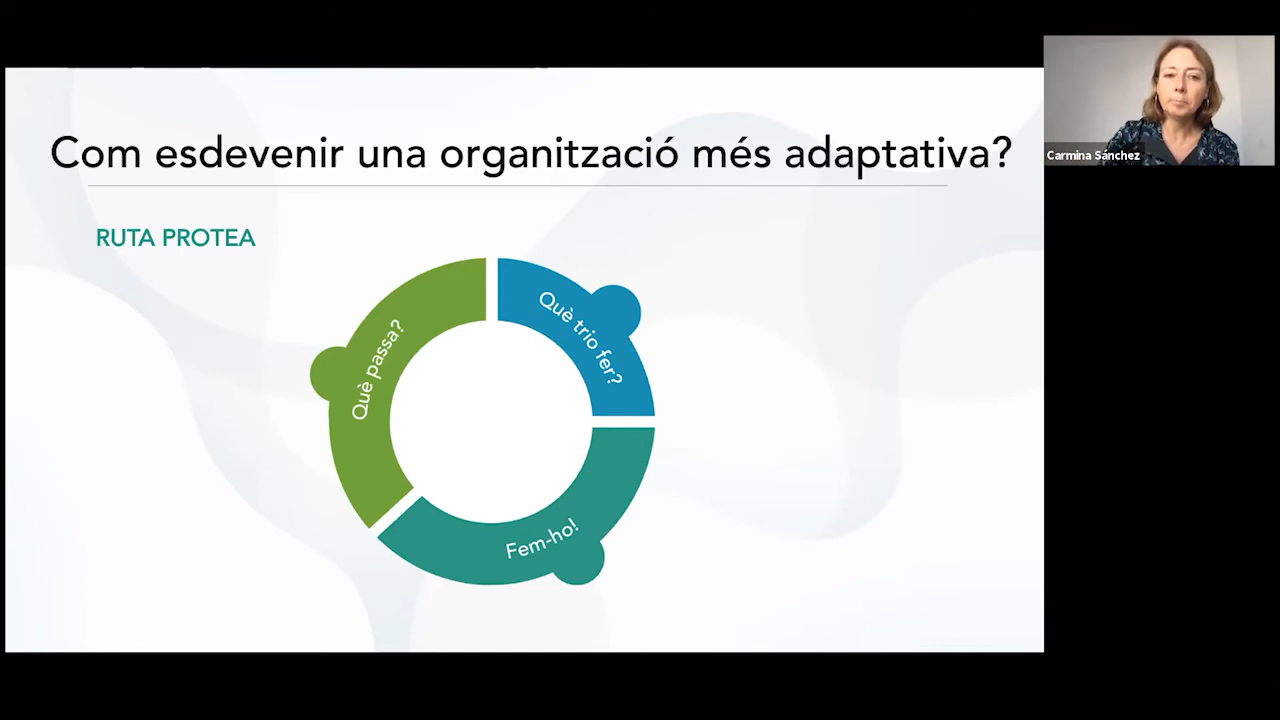 Com esdevenir una organització més adaptativa?
RUTA PROTEA
Què passa?
Què trio fer?
Fem-ho!
Carmina Sánchez